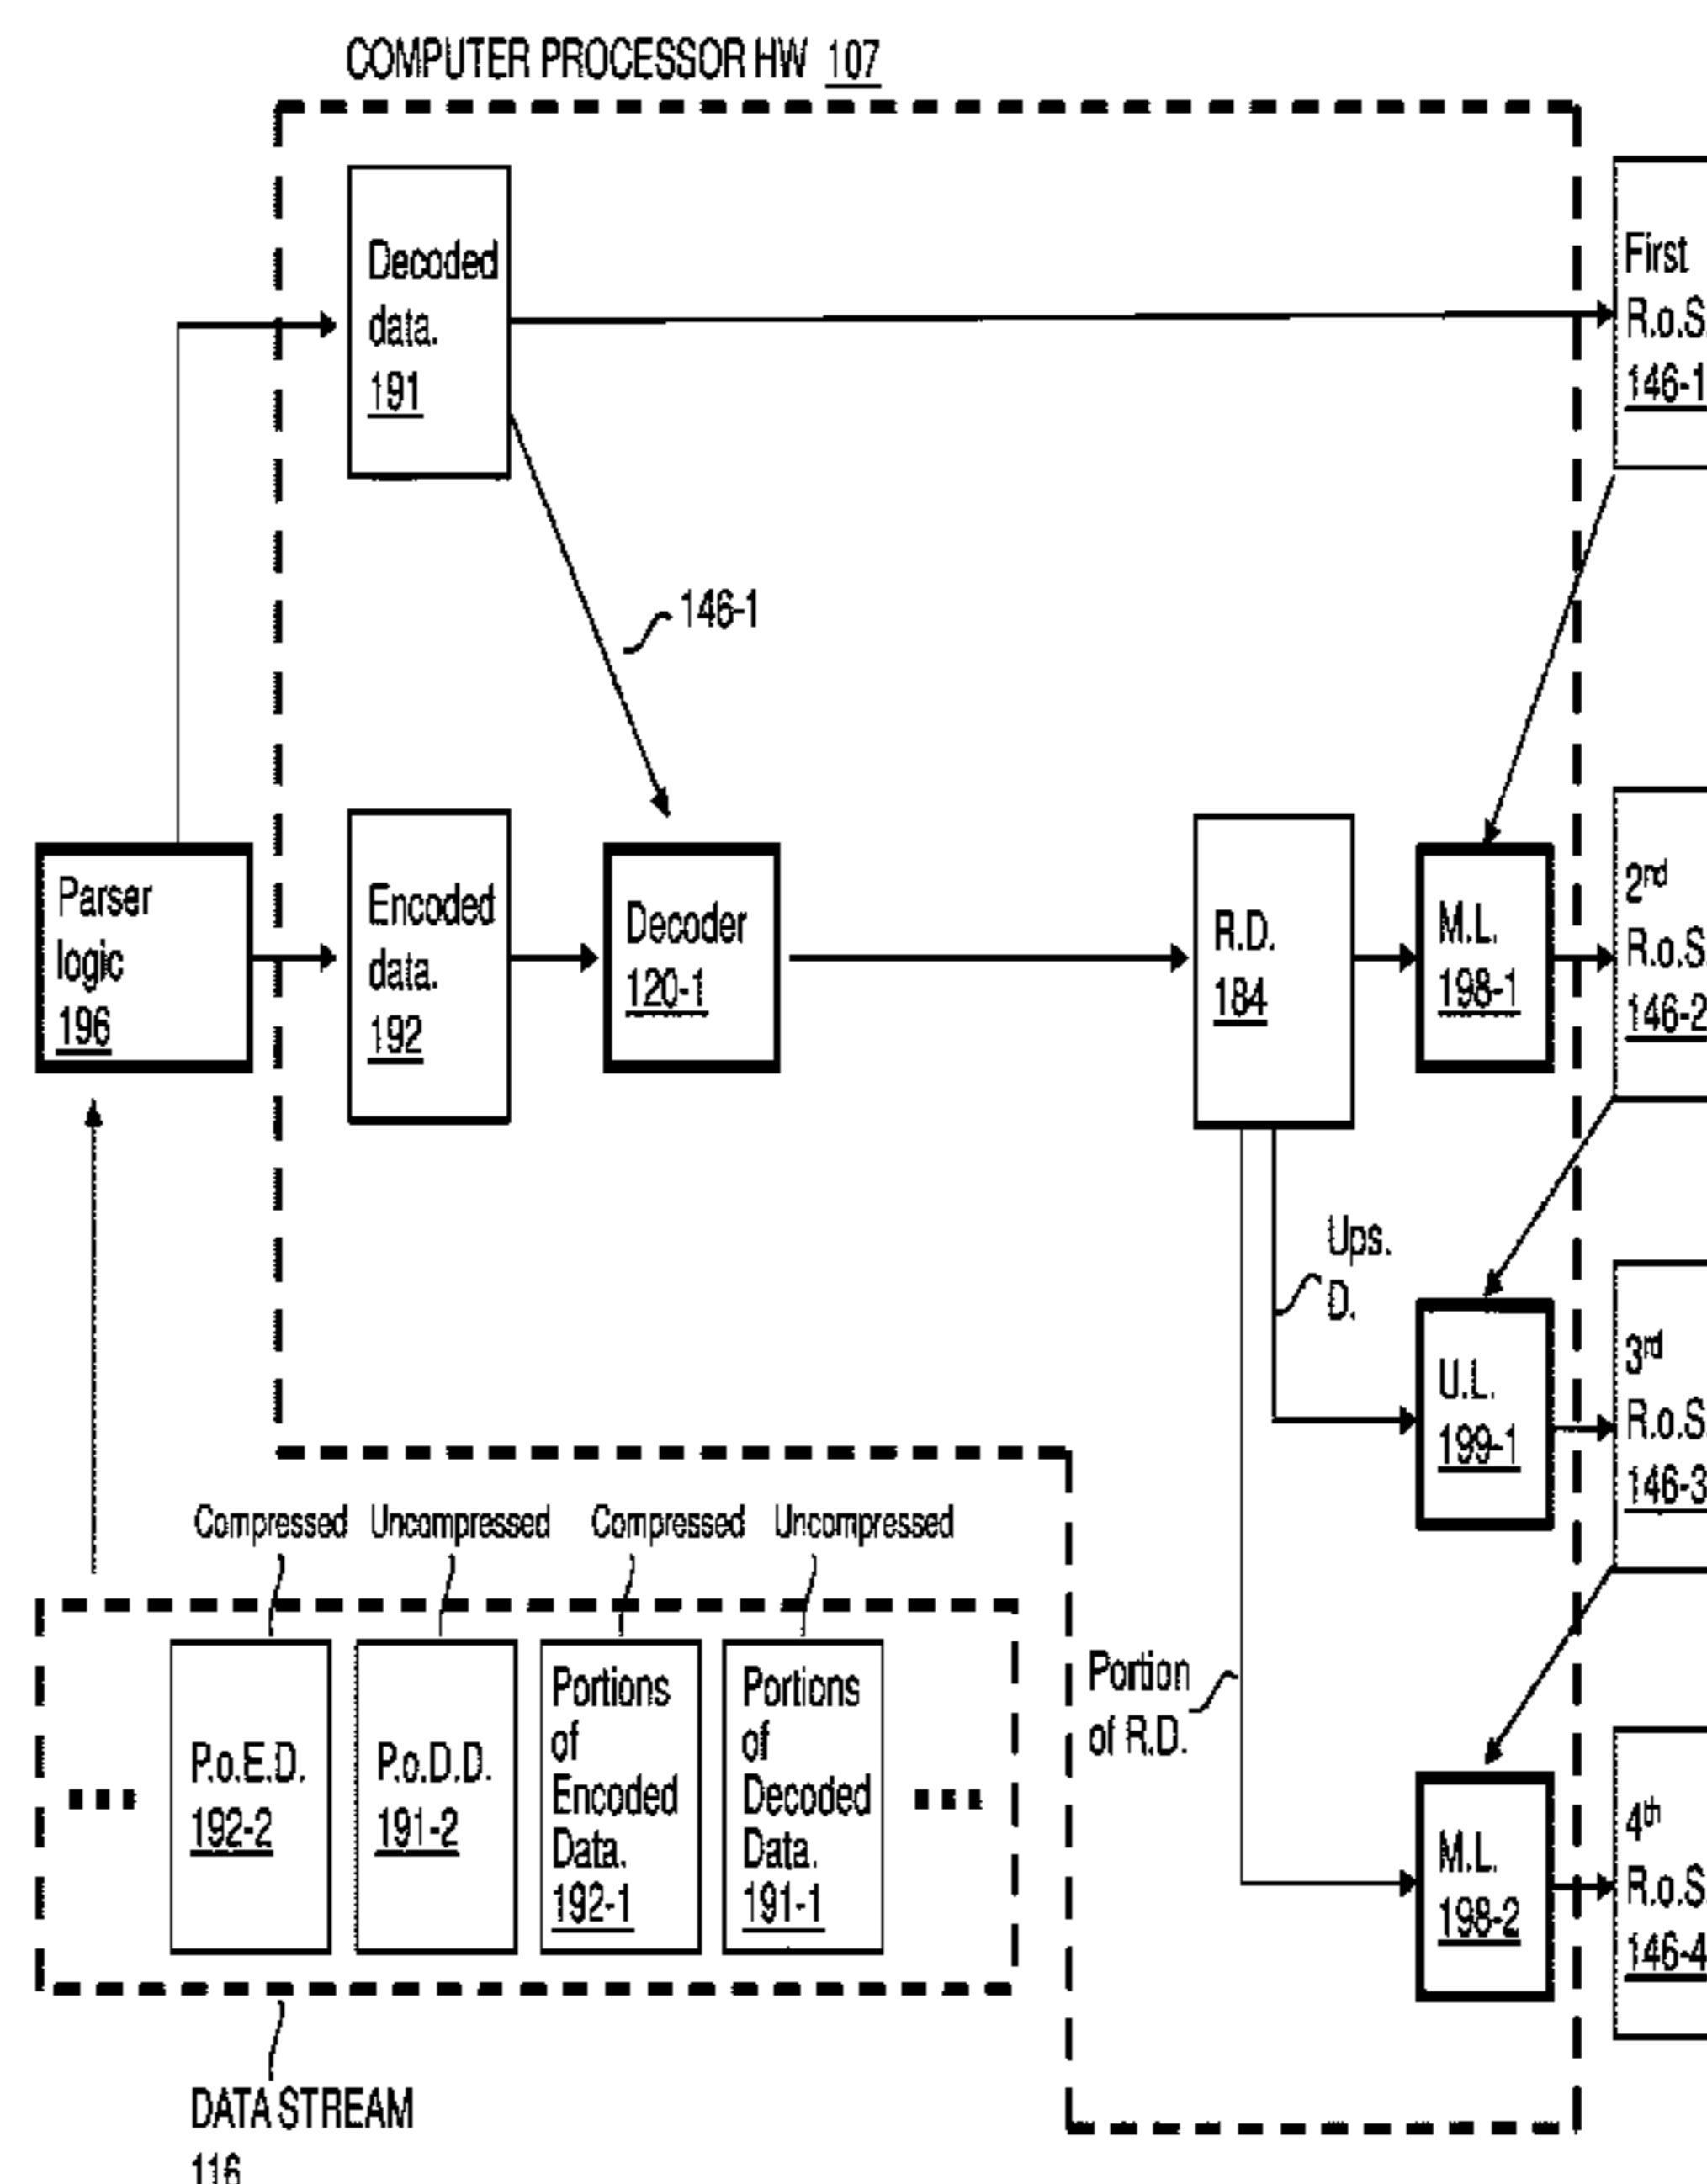 COMPUTER PROCESSOR HW 107
Decoded
data.
191
First
R.o.S.
146-1
146-1
Parser
logic
196
Encoded
data.
192
Decoder
120-1
R.D.
184
M.L.
198-1
2nd
R.o.S
146-2
Ups.
D.
U.L.
199-1
3rd
R.o.S
146-3
Compressed Uncompressed Compressed Uncompressed
P.o.E.D.
192-2
P.o.D.D.
191-2
Portions
of
Encoded
Data.
192-1
Portions
of
Decoded
Data.
191-1
Portion
of R.D.
M.L.
198-2
4th
R.o.S
146-4
DATA STREAM
116